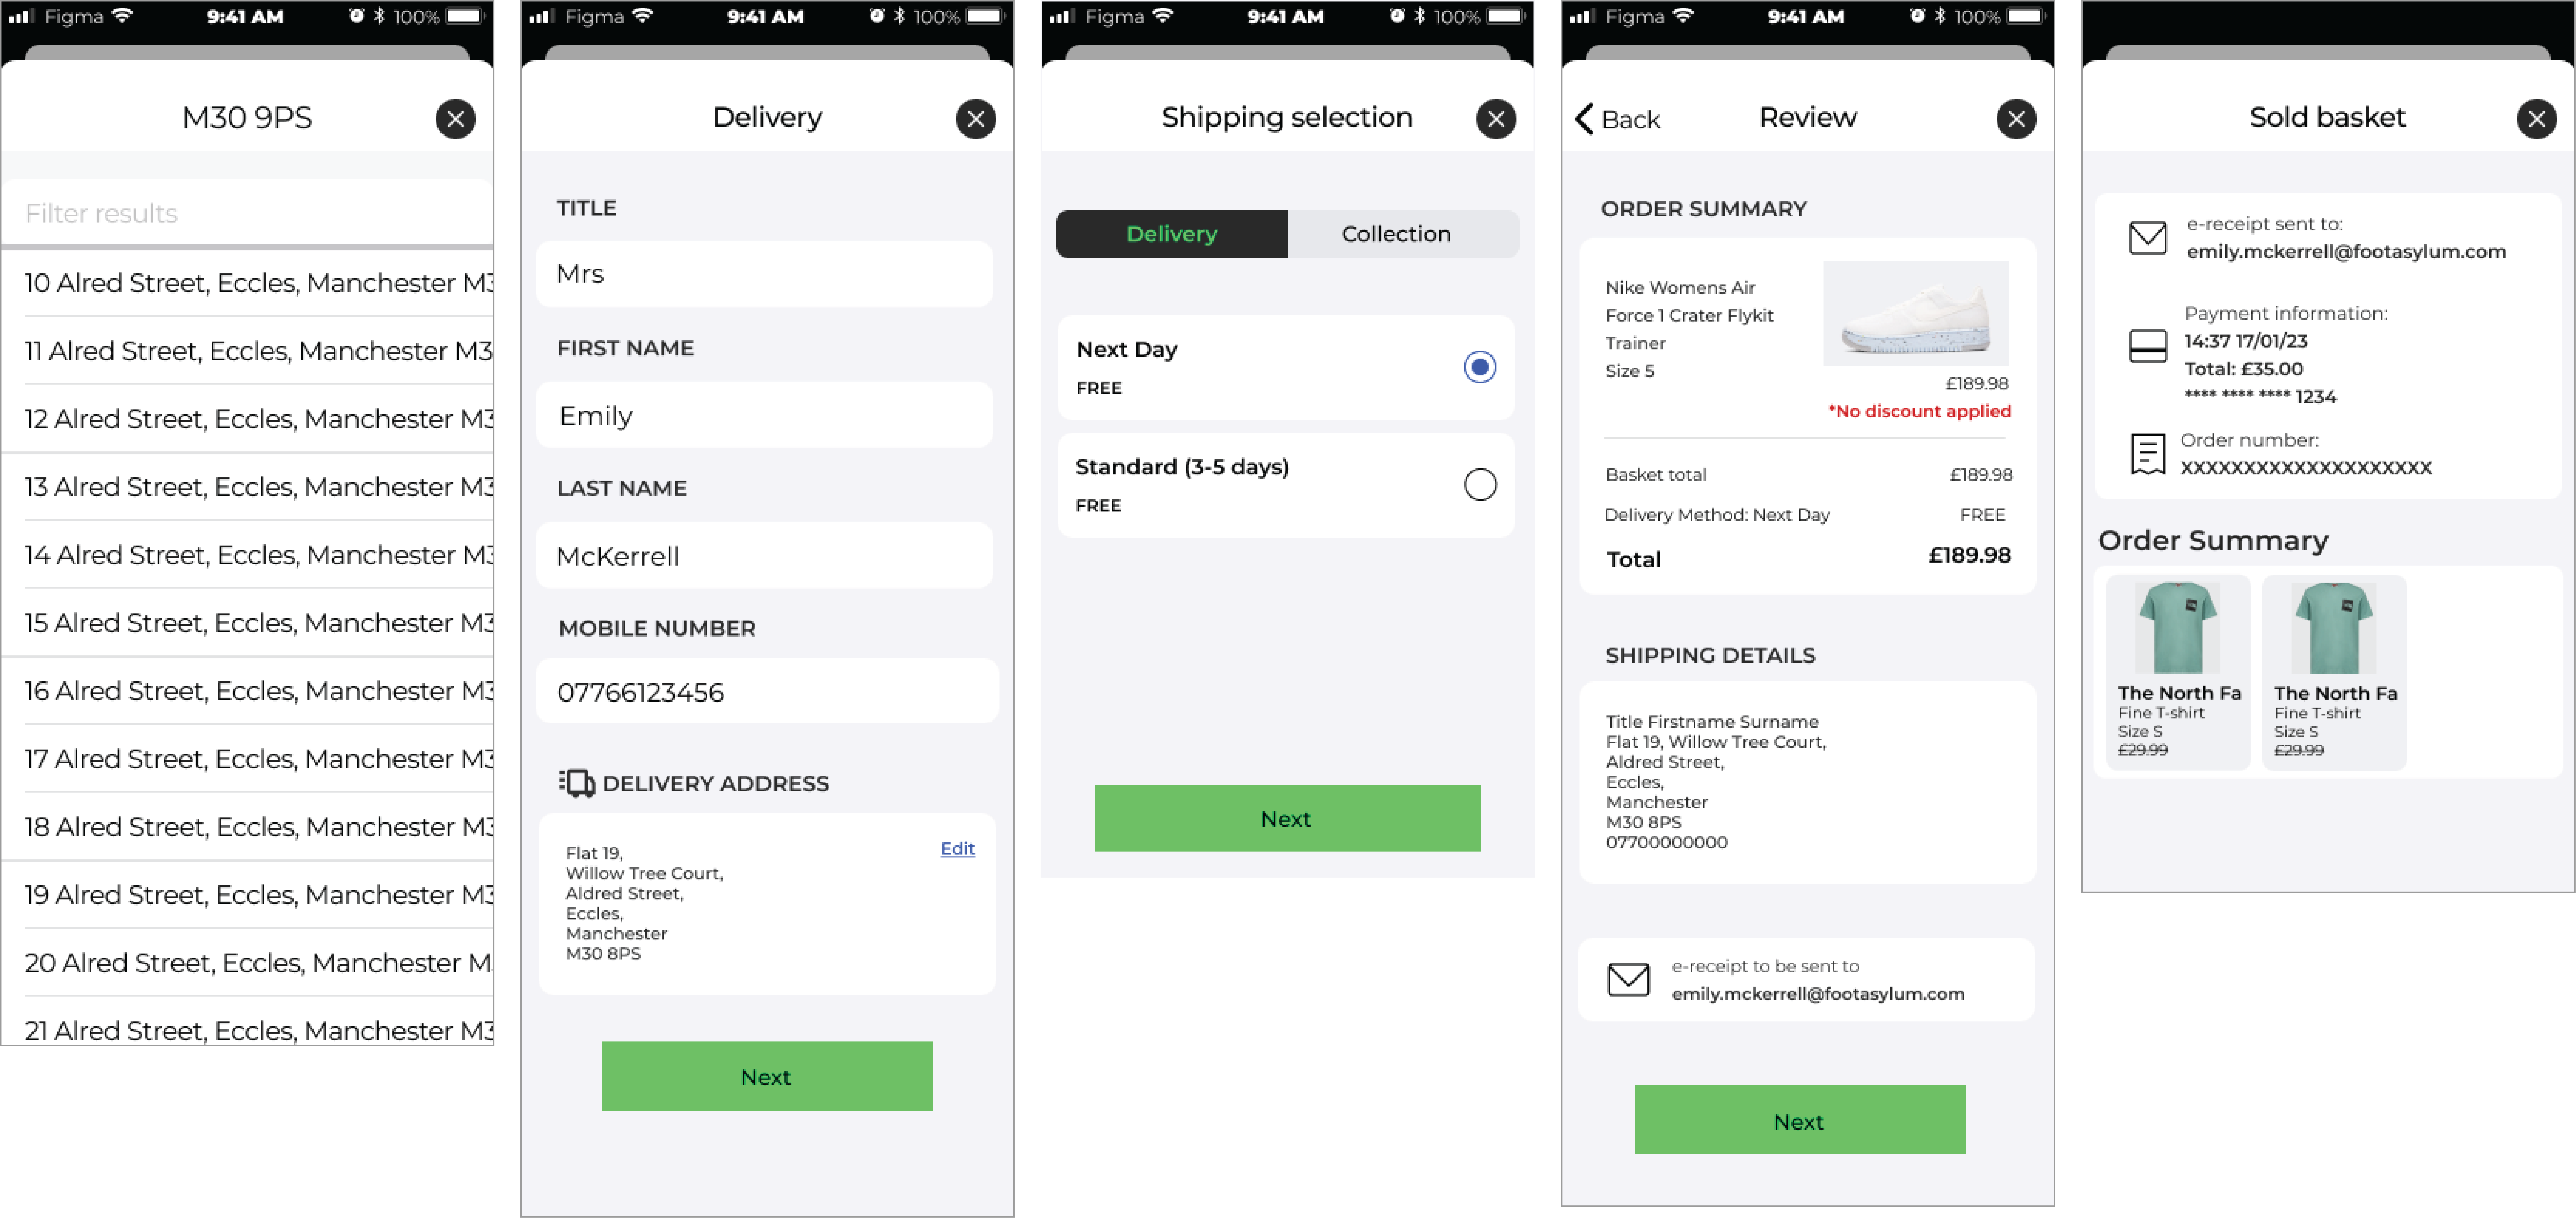 Figma 9:41 AM 100%
M30 9PS
Filter results
10 Alred Street, Eccles, Manchester M3
11 Alred Street, Eccles, Manchester M3
12 Alred Street, Eccles, Manchester M3
13 Alred Street, Eccles, Manchester M3
14 Alred Street, Eccles, Manchester M3
15 Alred Street, Eccles, Manchester M3
16 Alred Street, Eccles, Manchester M3
17 Alred Street, Eccles, Manchester M3
18 Alred Street, Eccles, Manchester M3
19 Alred Street, Eccles, Manchester M3
20 Alred Street, Eccles, Manchester M
21 Alred Street, Eccles, Manchester M3
Figma 9:41 AM 100%
Delivery
TITLE
Mrs
FIRST NAME
Emily
LAST NAME
McKerrell
MOBILE NUMBER
07766123456
DELIVERY ADDRESS
Edit
Flat 19,
Willow Tree Court,
Aldred Street,
Eccles,
Manchester
M30 8PS
Next
Figma 9:41 AM 100%
Shipping selection
Delivery Collection
Next Day
FREE
Standard (3-5 days)
FREE
Next
Figma 9:41 AM 100%
Back Review
ORDER SUMMARY
Nike Womens Air
Force 1 Crater Flykit
Trainer
Size 5
£189.98
*No discount applied
Basket total £189.98
Delivery Method: Next Day FREE
Total £189.98
SHIPPING DETAILS
Title Firstname Surname
Flat 19, Willow Tree Court,
Aldred Street,
Eccles,
Manchester
M30 8PS
07700000000
e-receipt to be sent to
emily.mckerrell@footasylum.com
Next
Sold basket
e-receipt sent to:
emily.mckerrell@footasylum.com
Payment information:
14:37 17/01/23
Total: £35.00
**** **** **** 1234
Order number:
XXXXXXXXXXXXXXXXXXXX
Order Summary
The North Fa
Fine T-shirt
Size S
£29.99
The North Fa
Fine T-shirt
Size S
£29.99